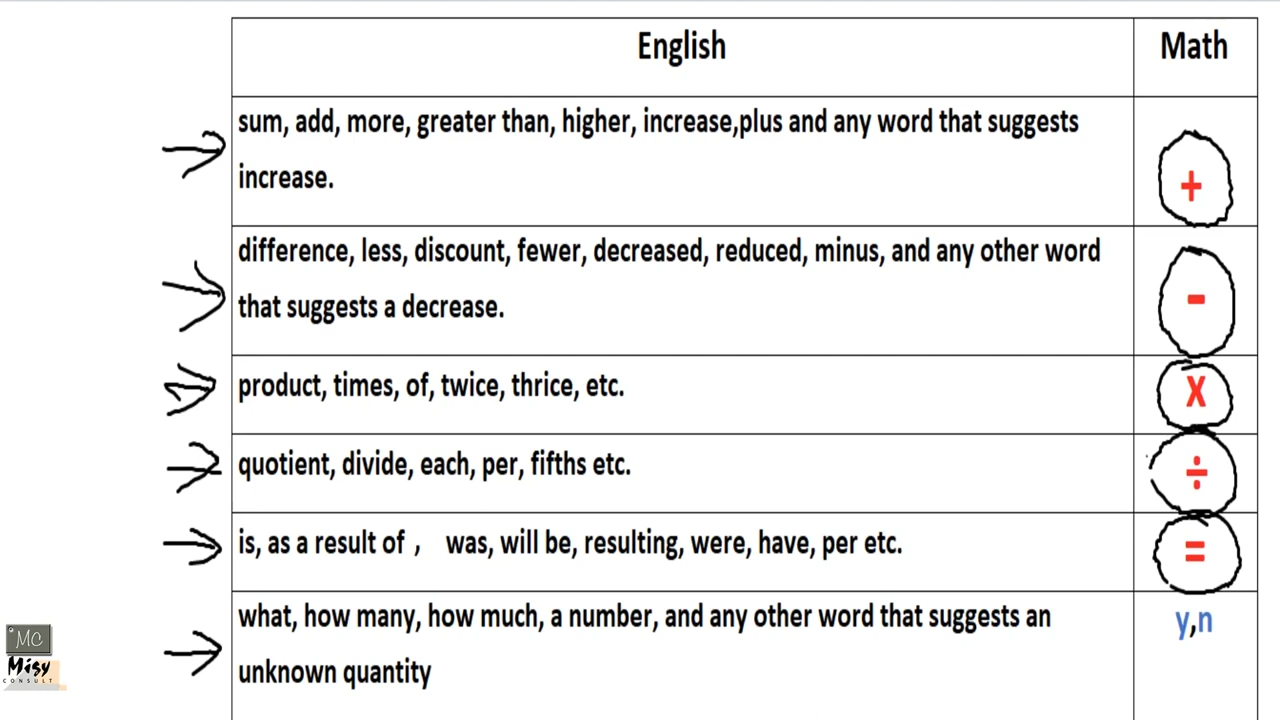 English
Math
sum, add, more, greater than, higher, increase,plus and any word that suggests
increase.
+
difference, less, discount, fewer, decreased, reduced, minus, and any other word
that suggests a decrease.
-
product, times, of, twice, thrice, etc.
X
quotient, divide, each, per, fifths etc.
÷
is, as a result of , was, will be, resulting, were, have, per etc.
=
what, how many, how much, a number, and any other word that suggests an
unknown quantity
y,n
MC
Misy
CONSULT